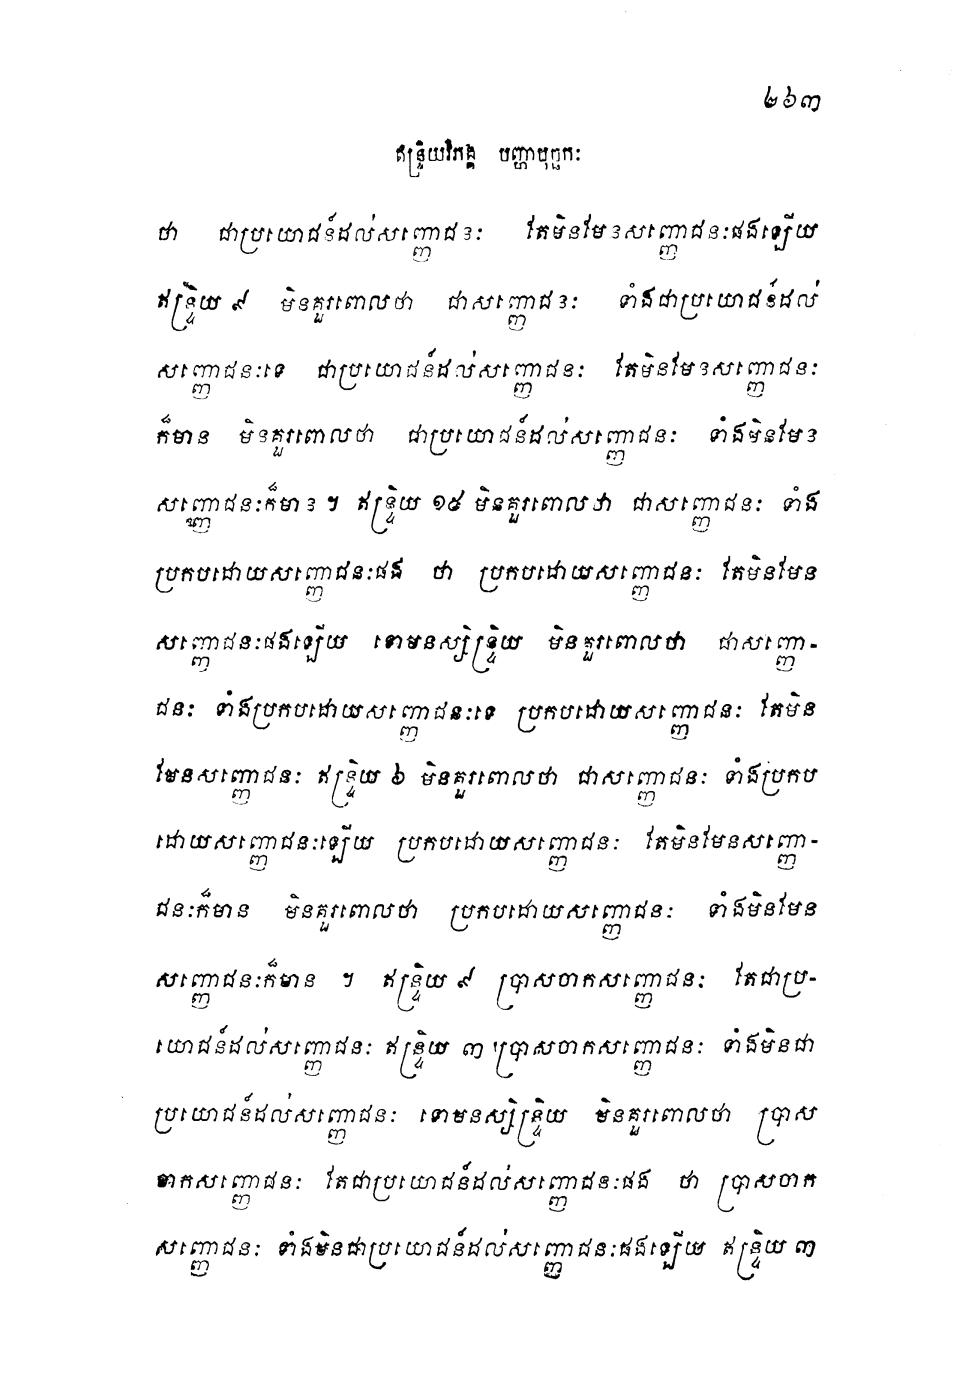 ២៦៣
ឥន្ទ្រិយវិភង្គ បញ្ហាបុច្ឆកៈ
ថា ជាប្រយោជន៍ដល់សញ្ញោជនៈ តែមិនមែនសញ្ញោជនៈផងឡើយ
ឥន្ទ្រិយ ៩ មិនគួរពោលថា ជាសញ្ញោជនៈ ទាំងជាប្រយោជន៍ដល់
សញ្ញោជនៈទេ ជាប្រយោជន៍ដល់សញ្ញោជនៈ តែមិនមែនសញ្ញោជនៈ
ក៏មាន មិនគួរពោលថា ជាប្រយោជន៍ដល់សញ្ញោជនៈ ទាំងមិនមែន
សញ្ញោជនៈក៏មាន ។ ឥន្ទ្រិយ ១៥ មិនគួរពោលថា ជាសញ្ញោជនៈ ទាំង
ប្រកបដោយសញ្ញោជនៈផង ថា ប្រកបដោយសញ្ញោជនៈ តែមិនមែន
សញ្ញោជនៈផងឡើយ ទោមនស្សិន្ទ្រិយ មិនគួរពោលថា ជាសញ្ញោ-
ជនៈ ទាំងប្រកបដោយសញ្ញោជនៈទេ ប្រកបដោយសញ្ញោជនៈ តែមិន
មែនសញ្ញោជនៈ ឥន្ទ្រិយ ៦ មិនគួរពោលថា ជាសញ្ញោជនៈ ទាំងប្រកប
ដោយសញ្ញោជនៈឡើយ ប្រកបដោយសញ្ញោជនៈ តែមិនមែនសញ្ញោ-
ជនៈក៏មាន មិនគួរពោលថា ប្រកបដោយសញ្ញោជនៈ ទាំងមិនមែន
សញ្ញោជនៈក៏មាន ។ ឥន្ទ្រិយ ៩ ប្រាសចាកសញ្ញោជនៈ តែជាប្រ-
យោជន៍ដល់សញ្ញោជនៈ ឥន្ទ្រិយ ៣ ប្រាសចាកសញ្ញោជនៈ ទាំងមិនជា
ប្រយោជន៍ដល់សញ្ញោជនៈ ទោមនស្សិន្ទ្រិយ មិនគួរពោលថា ប្រាស
ចាកសញ្ញោជនៈ តែជាប្រយោជន៍ដល់សញ្ញោជនៈផង ថា ប្រាសចាក
សញ្ញោជនៈ ទាំងមិនជាប្រយោជន៍ដល់សញ្ញោជនៈផងឡើយ ឥន្ទ្រិយ ៣